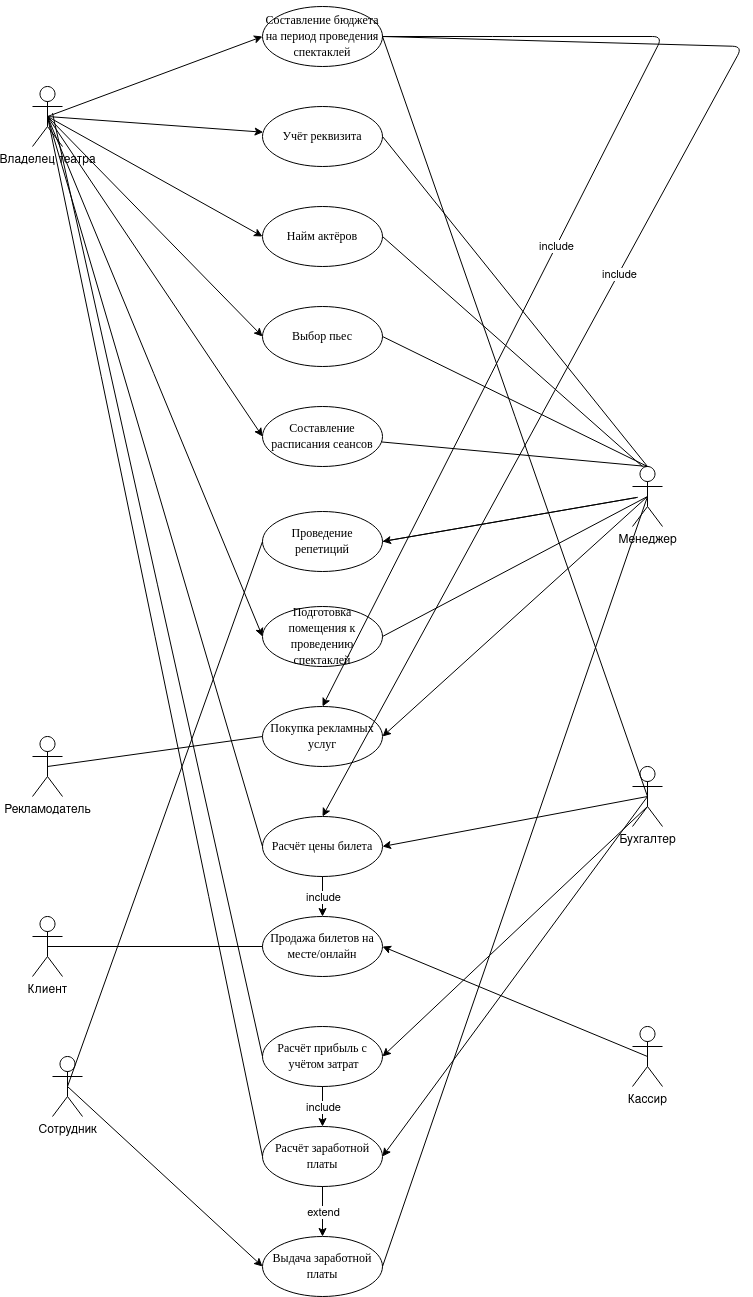 Составление бюджета
на период проведения
спектаклей
Владелец театра
Учёт реквизита
Найм актёров
include
include
Выбор пьес
Составление
расписания сеансов
Проведение
репетиций
Менеджер
Подготовка
помещения к
проведению
спектаклей
Покупка рекламных
услуг
Рекламодатель
Расчёт цены билета
Бухгалтер
include
Продажа билетов на
месте/онлайн
Клиент
Расчёт прибыль с
учётом затрат
Кассир
include
Сотрудник
Расчёт заработной
платы
extend
Выдача заработной
платы